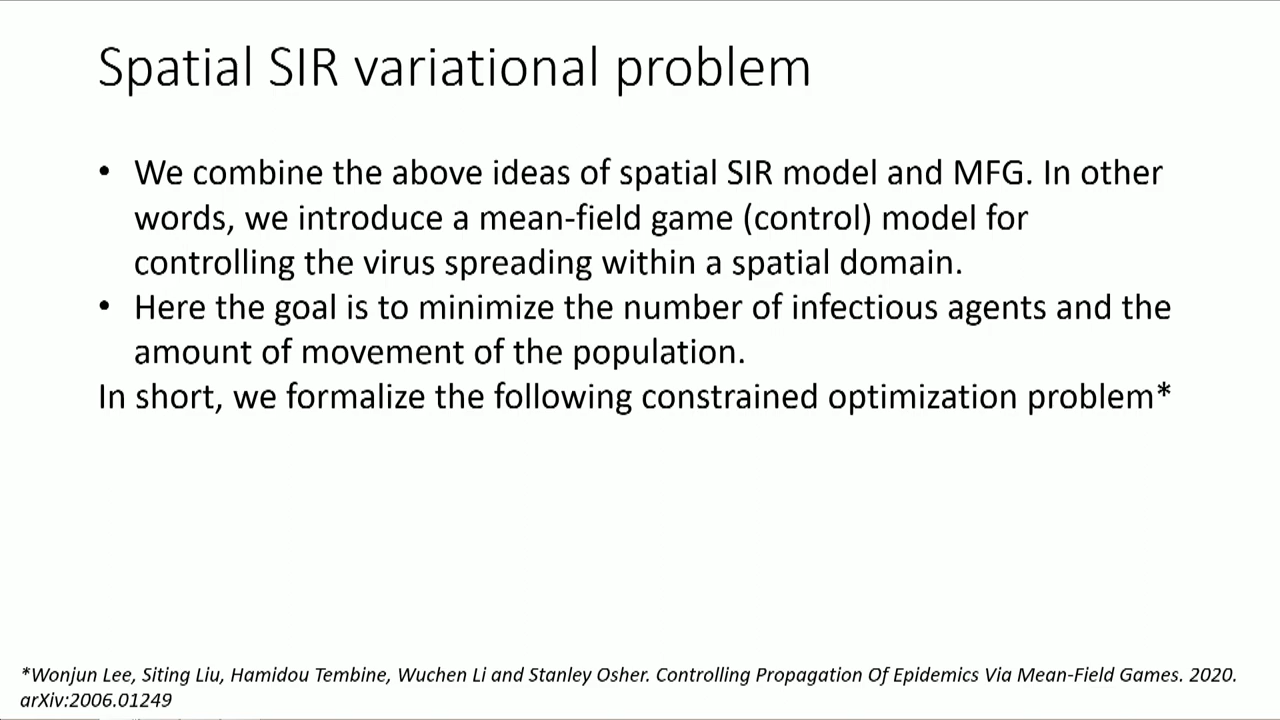 Spatial SIR variational problem
• We combine the above ideas of spatial SIR model and MFG. In other
words, we introduce a mean-field game (control) model for
controlling the virus spreading within a spatial domain.
• Here the goal is to minimize the number of infectious agents and the
amount of movement of the population.
In short, we formalize the following constrained optimization problem*
*Wonjun Lee, Siting Liu, Hamidou Tembine, Wuchen Li and Stanley Osher. Controlling Propagation Of Epidemics Via Mean-Field Games. 2020.
arXiv:2006.01249